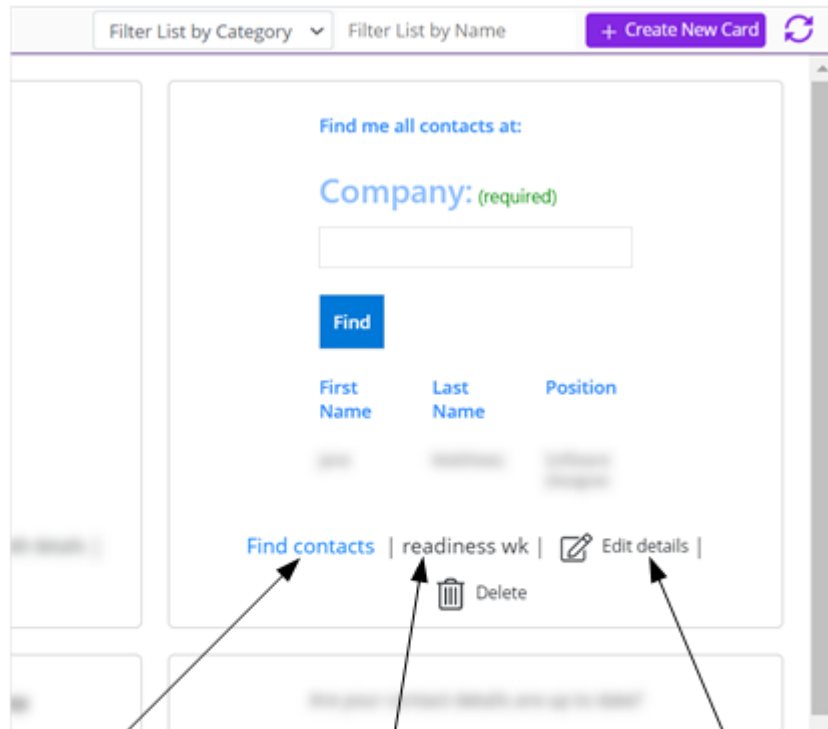 Filter List by Category Filter List by Name + Create New Card
Find me all contacts at:
Company: (required)
Find
First Name Last Name Position
Find contacts | readiness wk | Edit details |
Delete